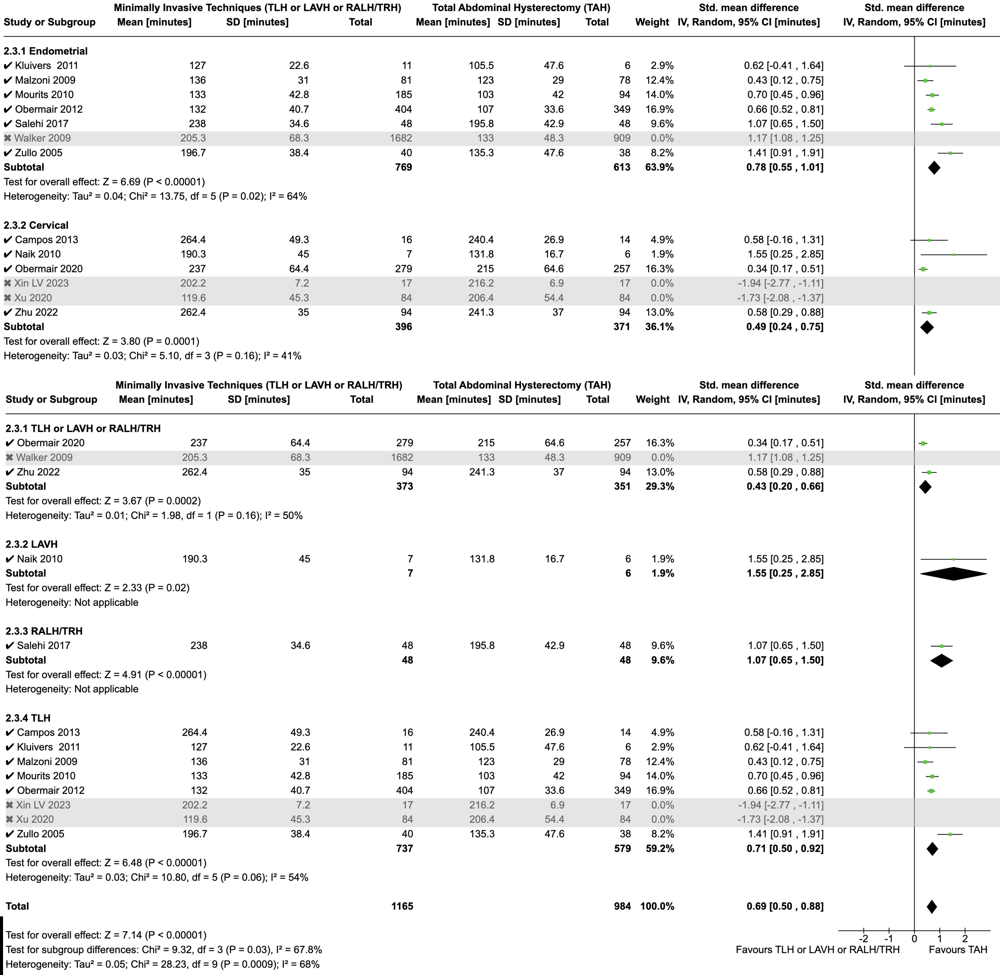 Minimally Invasive Techniques (TLH or LAVH or RALH/TRH) Total Abdominal Hysterectomy (TAH) Std. mean difference Std. mean difference
Study or Subgroup Mean [minutes] SD [minutes] Total Mean [minutes] SD [minutes] Total Weight IV, Random, 95% CI [minutes] IV, Random, 95% CI [minutes]
2.3.1 Endometrial
✔ Kluivers 2011 127 22.6 11 105.5 47.6 6 2.9% 0.62 [-0.41 , 1.64]
✔ Malzoni 2009 136 31 81 123 29 78 12.4% 0.43 [0.12 , 0.75]
✔ Mourits 2010 133 42.8 185 103 42 94 14.0% 0.70 [0.45 , 0.96]
✔ Obermair 2012 132 40.7 404 107 33.6 349 16.9% 0.66 [0.52 , 0.81]
✔ Salehi 2017 238 34.6 48 195.8 42.9 48 9.6% 1.07 [0.65 , 1.50]
✖ Walker 2009 205.3 68.3 1682 133 48.3 909 0.0% 1.17 [1.08 , 1.25]
✔ Zullo 2005 196.7 38.4 40 135.3 47.6 38 8.2% 1.41 [0.91 , 1.91]
Subtotal 769 613 63.9% 0.78 [0.55 , 1.01]
Test for overall effect: Z = 6.69 (P < 0.00001)
Heterogeneity: Tau² = 0.04; Chi² = 13.75, df = 5 (P = 0.02); I² = 64%
2.3.2 Cervical
✔ Campos 2013 264.4 49.3 16 240.4 26.9 14 4.9% 0.58 [-0.16 , 1.31]
✔ Naik 2010 190.3 45 7 131.8 16.7 6 1.9% 1.55 [0.25 , 2.85]
✔ Obermair 2020 237 64.4 279 215 64.6 257 16.3% 0.34 [0.17 , 0.51]
✖ Xin LV 2023 202.2 7.2 17 216.2 6.9 17 0.0% -1.94 [-2.77 , -1.11]
✖ Xu 2020 119.6 45.3 84 206.4 54.4 84 0.0% -1.73 [-2.08 , -1.37]
✔ Zhu 2022 262.4 35 94 241.3 37 94 13.0% 0.58 [0.29 , 0.88]
Subtotal 396 371 36.1% 0.49 [0.24 , 0.75]
Test for overall effect: Z = 3.80 (P = 0.0001)
Heterogeneity: Tau² = 0.03; Chi² = 5.10, df = 3 (P = 0.16); I² = 41%
Minimally Invasive Techniques (TLH or LAVH or RALH/TRH) Total Abdominal Hysterectomy (TAH) Std. mean difference Std. mean difference
Study or Subgroup Mean [minutes] SD [minutes] Total Mean [minutes] SD [minutes] Total Weight IV, Random, 95% CI [minutes] IV, Random, 95% CI [minutes]
2.3.1 TLH or LAVH or RALH/TRH
✔ Obermair 2020 237 64.4 279 215 64.6 257 16.3% 0.34 [0.17 , 0.51]
✖ Walker 2009 205.3 68.3 1682 133 48.3 909 0.0% 1.17 [1.08 , 1.25]
✔ Zhu 2022 262.4 35 94 241.3 37 94 13.0% 0.58 [0.29 , 0.88]
Subtotal 373 351 29.3% 0.43 [0.20 , 0.66]
Test for overall effect: Z = 3.67 (P = 0.0002)
Heterogeneity: Tau² = 0.01; Chi² = 1.98, df = 1 (P = 0.16); I² = 50%
2.3.2 LAVH
✔ Naik 2010 190.3 45 7 131.8 16.7 6 1.9% 1.55 [0.25 , 2.85]
Subtotal 7 6 1.9% 1.55 [0.25 , 2.85]
Test for overall effect: Z = 2.33 (P = 0.02)
Heterogeneity: Not applicable
2.3.3 RALH/TRH
✔ Salehi 2017 238 34.6 48 195.8 42.9 48 9.6% 1.07 [0.65 , 1.50]
Subtotal 48 48 9.6% 1.07 [0.65 , 1.50]
Test for overall effect: Z = 4.91 (P < 0.00001)
Heterogeneity: Not applicable
2.3.4 TLH
✔ Campos 2013 264.4 49.3 16 240.4 26.9 14 4.9% 0.58 [-0.16 , 1.31]
✔ Kluivers 2011 127 22.6 11 105.5 47.6 6 2.9% 0.62 [-0.41 , 1.64]
✔ Malzoni 2009 136 31 81 123 29 78 12.4% 0.43 [0.12 , 0.75]
✔ Mourits 2010 133 42.8 185 103 42 94 14.0% 0.70 [0.45 , 0.96]
✔ Obermair 2012 132 40.7 404 107 33.6 349 16.9% 0.66 [0.52 , 0.81]
✖ Xin LV 2023 202.2 7.2 17 216.2 6.9 17 0.0% -1.94 [-2.77 , -1.11]
✖ Xu 2020 119.6 45.3 84 206.4 54.4 84 0.0% -1.73 [-2.08 , -1.37]
✔ Zullo 2005 196.7 38.4 40 135.3 47.6 38 8.2% 1.41 [0.91 , 1.91]
Subtotal 737 579 59.2% 0.71 [0.50 , 0.92]
Test for overall effect: Z = 6.48 (P < 0.00001)
Heterogeneity: Tau² = 0.03; Chi² = 10.80, df = 5 (P = 0.06); I² = 54%
Total 1165 984 100.0% 0.69 [0.50 , 0.88]
Test for overall effect: Z = 7.14 (P < 0.00001)
-2 -1 0 1 2
Test for subgroup differences: Chi² = 9.32, df = 3 (P = 0.03), I² = 67.8% Favours TLH or LAVH or RALH/TRH Favours TAH
Heterogeneity: Tau² = 0.05; Chi² = 28.23, df = 9 (P = 0.0009); I² = 68%